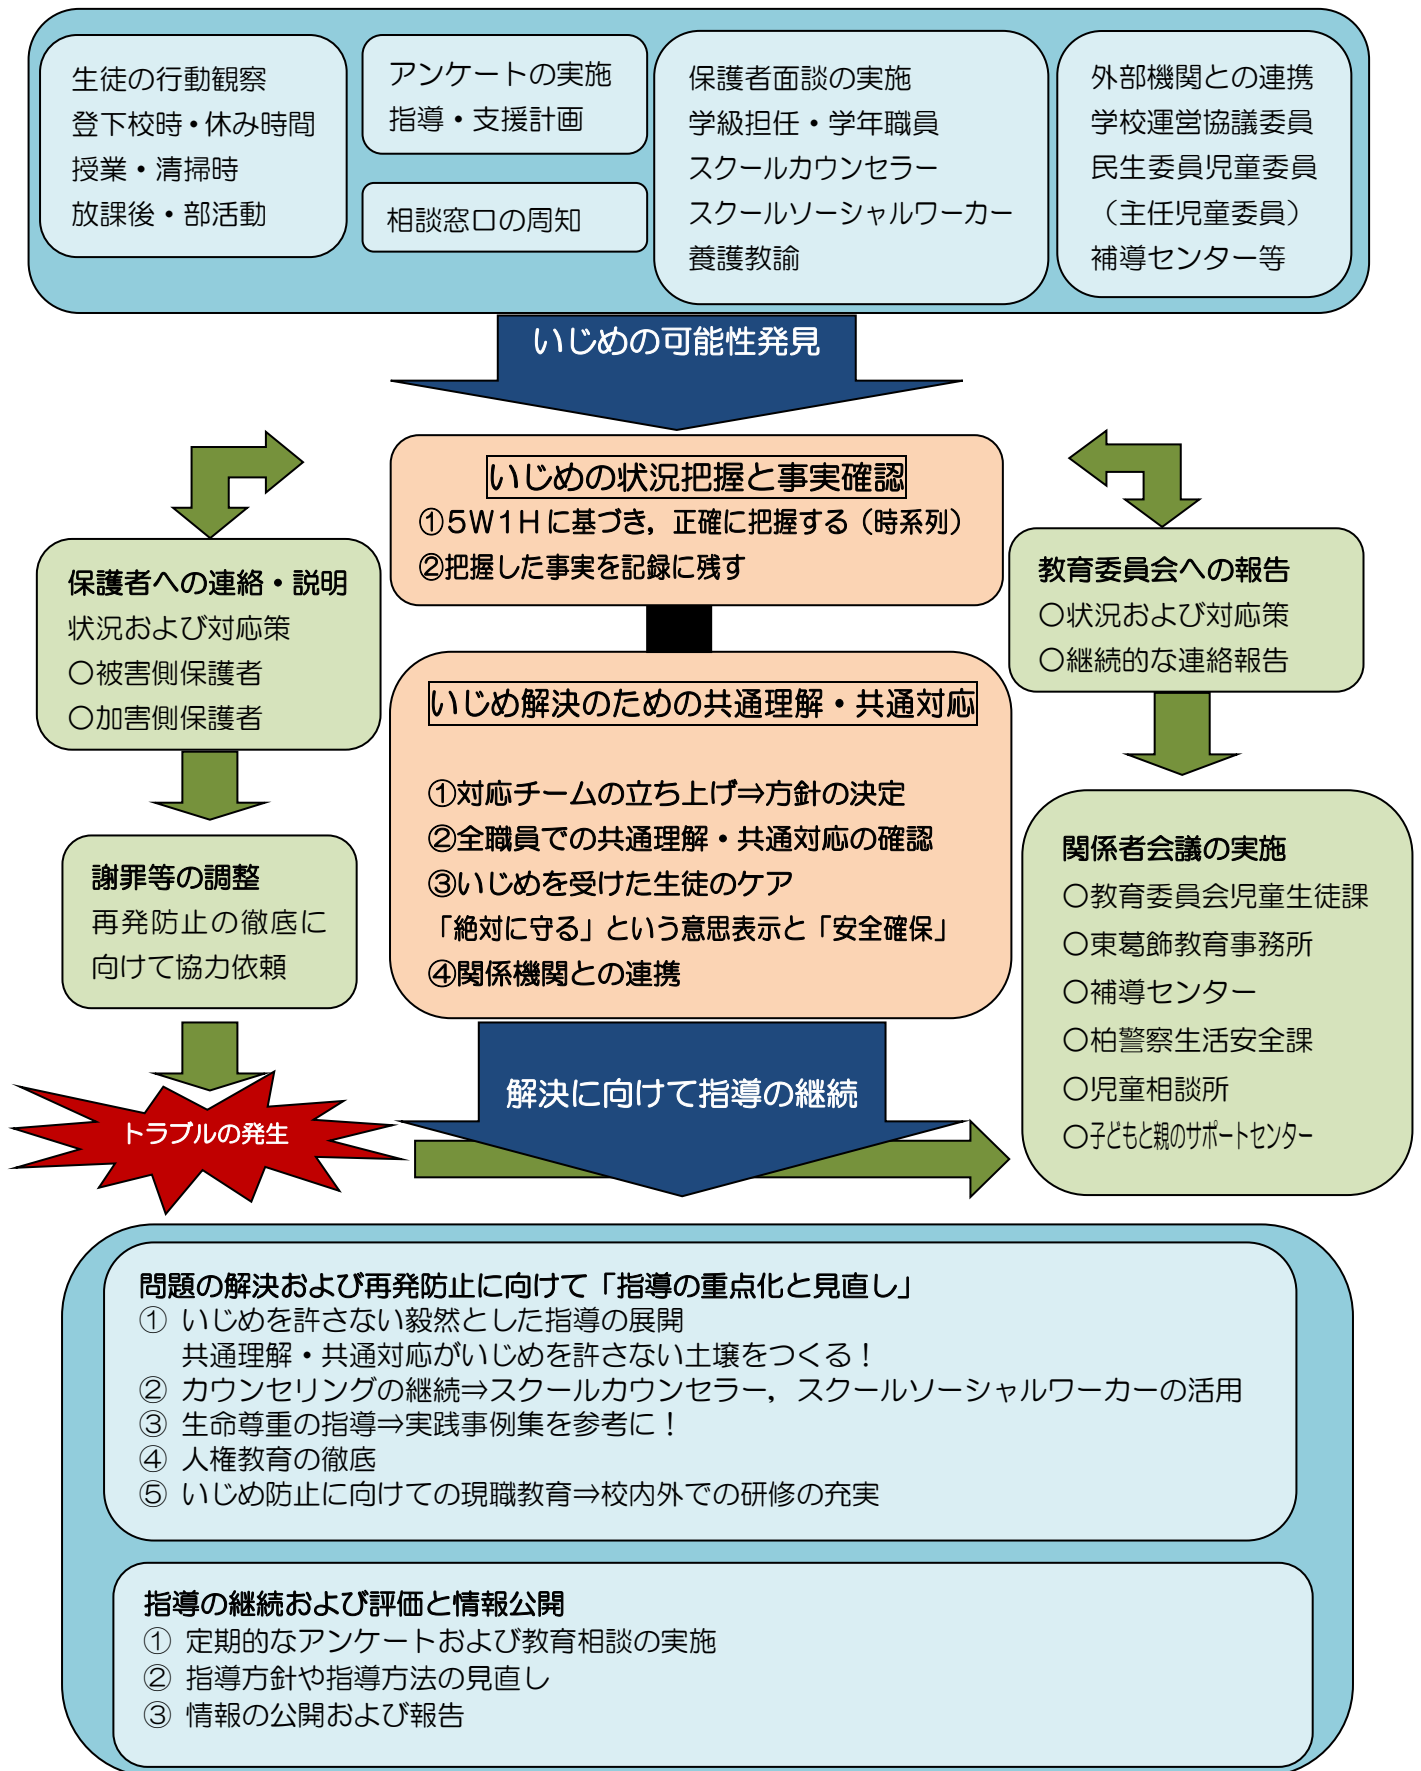 生徒の行動観察
登下校時・休み時間
授業・清掃時
放課後・部活動
アンケートの実施
指導・支援計画
相談窓口の周知
保護者面談の実施
学級担任・学年職員
スクールカウンセラー
スクールソーシャルワーカー
養護教諭
外部機関との連携
学校運営協議委員
民生委員児童委員
（主任児童委員）
補導センター等
いじめの可能性発見
いじめの状況把握と事実確認
①５Ｗ１Ｈに基づき，正確に把握する（時系列）
②把握した事実を記録に残す
保護者への連絡・説明
状況および対応策
〇被害側保護者
〇加害側保護者
教育委員会への報告
〇状況および対応策
〇継続的な連絡報告
いじめ解決のための共通理解・共通対応
①対応チームの立ち上げ⇒方針の決定
②全職員での共通理解・共通対応の確認
③いじめを受けた生徒のケア
「絶対に守る」という意思表示と「安全確保」
④関係機関との連携
謝罪等の調整
再発防止の徹底に
向けて協力依頼
関係者会議の実施
〇教育委員会児童生徒課
〇東葛飾教育事務所
〇補導センター
〇柏警察生活安全課
〇児童相談所
〇子どもと親のサポートセンター
解決に向けて指導の継続
トラブルの発生
問題の解決および再発防止に向けて「指導の重点化と見直し」
① いじめを許さない毅然とした指導の展開
共通理解・共通対応がいじめを許さない土壌をつくる！
② カウンセリングの継続⇒スクールカウンセラー，スクールソーシャルワーカーの活用
③ 生命尊重の指導⇒実践事例集を参考に！
④ 人権教育の徹底
⑤ いじめ防止に向けての現職教育⇒校内外での研修の充実
指導の継続および評価と情報公開
① 定期的なアンケートおよび教育相談の実施
② 指導方針や指導方法の見直し
③ 情報の公開および報告